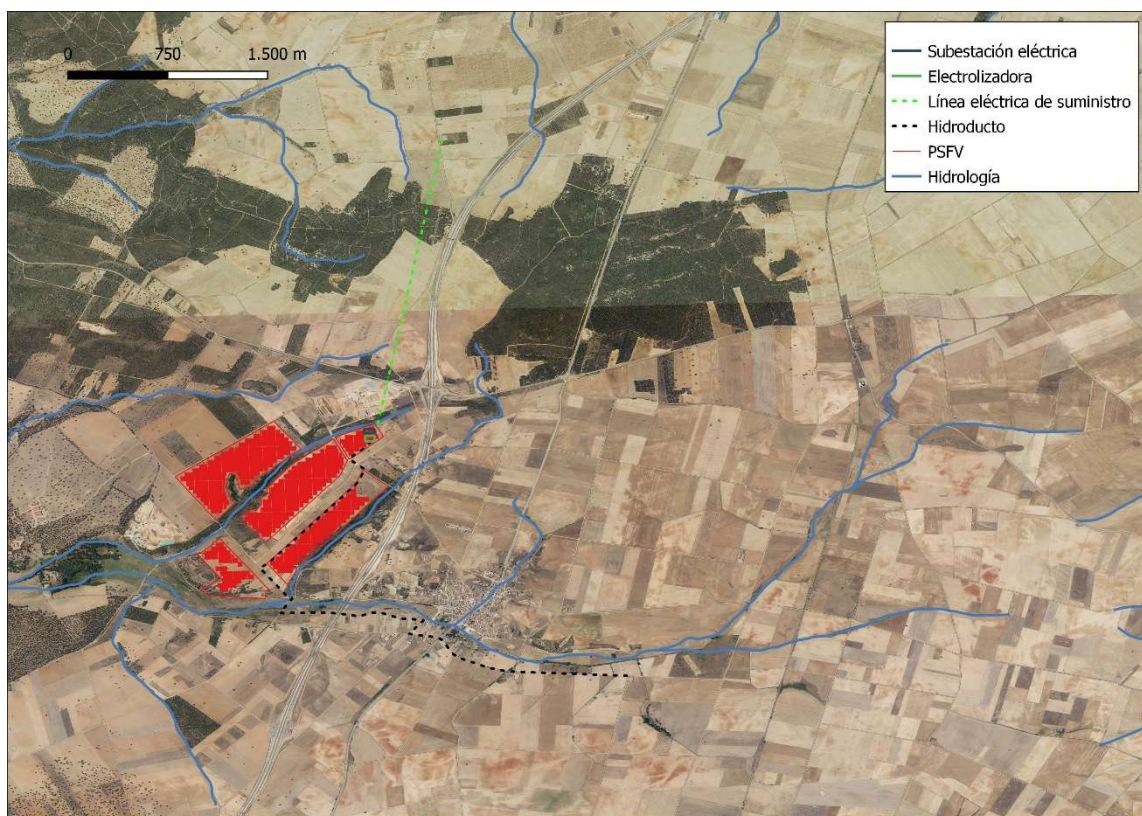 0 750 1.500 m
Subestación eléctrica
Electrolizadora
Línea eléctrica de suministro
Hidroducto
PSFV
Hidrología